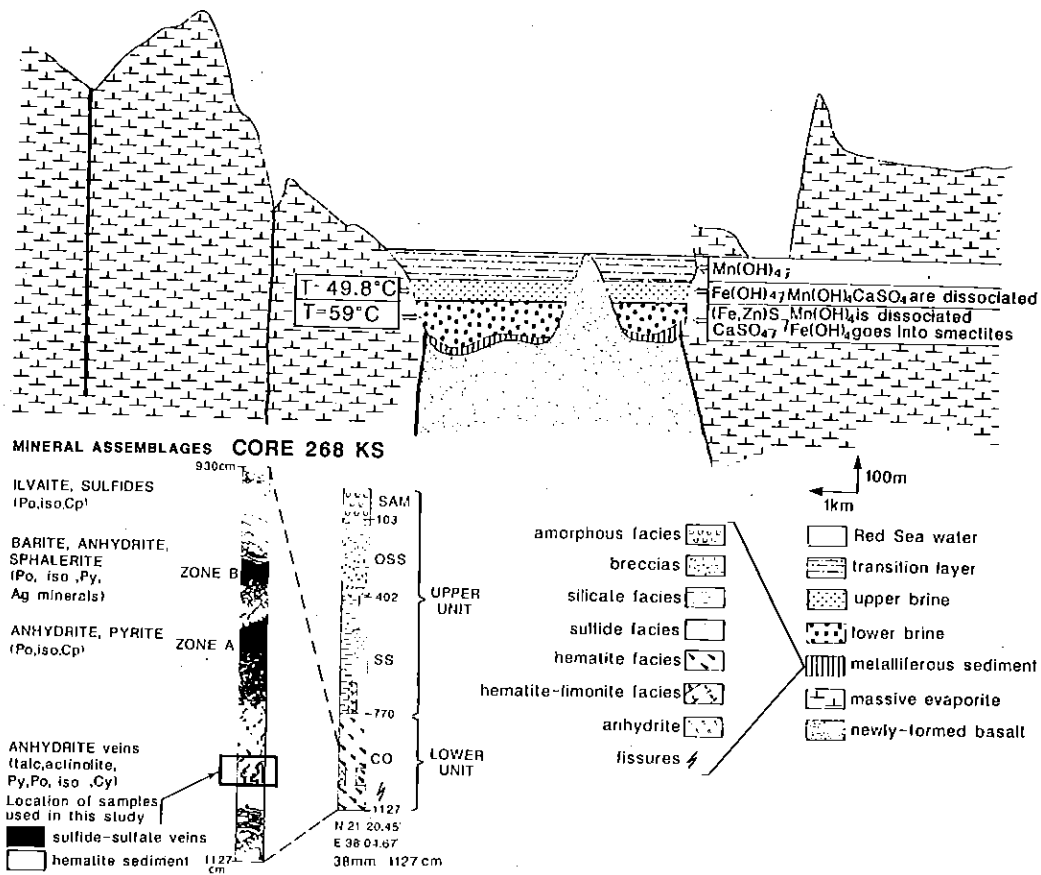 T- 49.8°C
T=59°C
Mn(OH)₄↓
Fe(OH)₄↓ Mn(OH)₄CaSO₄ are dissociated
(Fe,Zn)S Mn(OH)₄ is dissociated
CaSO₄↓ Fe(OH)₄ goes into smectites
100m
1km
MINERAL ASSEMBLAGES CORE 268 KS
930cm
ILVAITE, SULFIDES
(Po,iso,Cp)
BARITE, ANHYDRITE,
SPHALERITE
(Po, iso ,Py,
Ag minerals)
ZONE B
ANHYDRITE, PYRITE
(Po,iso,Cp)
ZONE A
ANHYDRITE veins
(talc,actinolite,
Py,Po, iso ,Cy)
Location of samples
used in this study
sulfide-sulfate veins
hematite sediment
1127
cm
SAM
103
OSS
402
SS
770
CO
1127
UPPER
UNIT
LOWER
UNIT
N 21 20.45'
E 38 04.67'
38mm 1127 cm
amorphous facies
breccias
silicate facies
sulfide facies
hematite facies
hematite-limonite facies
anhydrite
fissures
Red Sea water
transition layer
upper brine
lower brine
metalliferous sediment
massive evaporite
newly-formed basalt